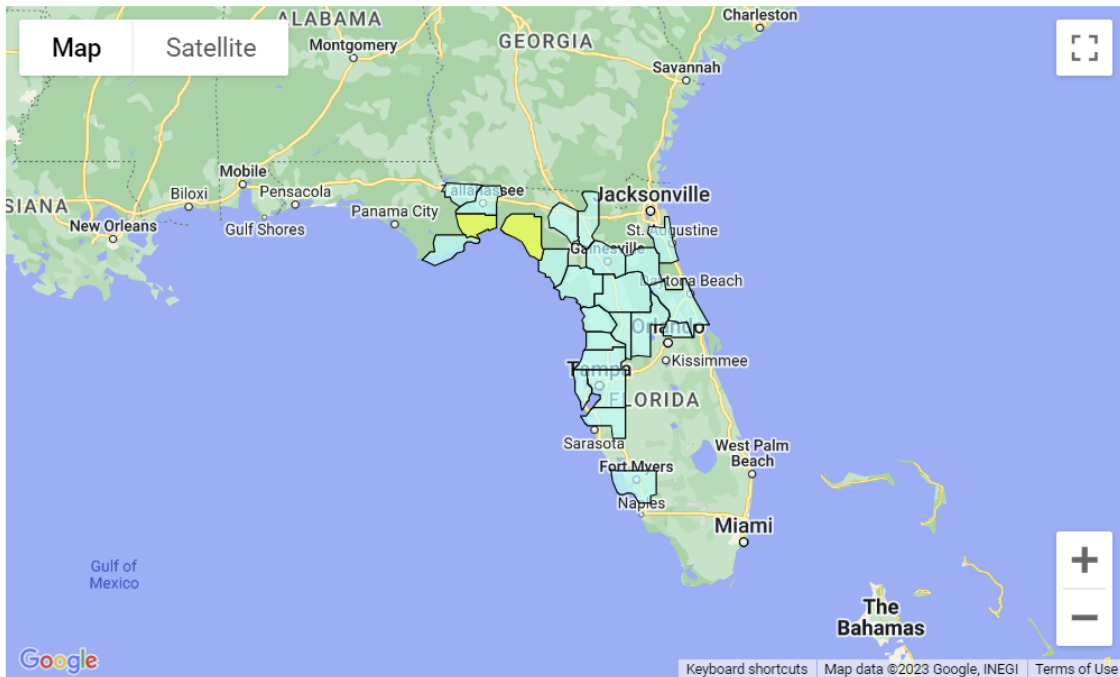 Map
Satellite
ALABAMA
Charleston
Montgomery
GEORGIA
Savannah
Mobile
Tallahassee
Jacksonville
Biloxi
Pensacola
SIANA
Panama City
New Orleans
Gulf Shores
St. Augustine
Gainesville
Daytona Beach
Orlando
Kissimmee
Tampa
FLORIDA
Sarasota
West Palm
Beach
Fort Myers
Naples
Miami
Gulf of
Mexico
The
Bahamas
Google
Keyboard shortcuts
Map data ©2023 Google, INEGI
Terms of Use